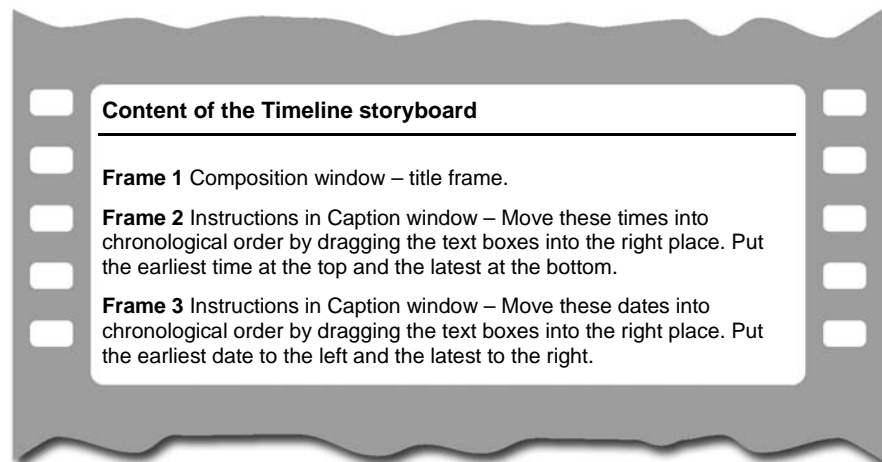 Content of the Timeline storyboard
Frame 1 Composition window – title frame.
Frame 2 Instructions in Caption window – Move these times into
chronological order by dragging the text boxes into the right place. Put
the earliest time at the top and the latest at the bottom.
Frame 3 Instructions in Caption window – Move these dates into
chronological order by dragging the text boxes into the right place. Put
the earliest date to the left and the latest to the right.